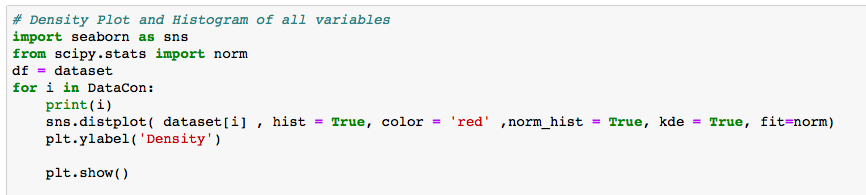 # Density Plot and Histogram of all variables
import seaborn as sns
from scipy.stats import norm
df = dataset
for i in DataCon:
    print(i)
    sns.distplot( dataset[i] , hist = True, color = 'red' ,norm_hist = True, kde = True, fit=norm)
    plt.ylabel('Density')
    plt.show()